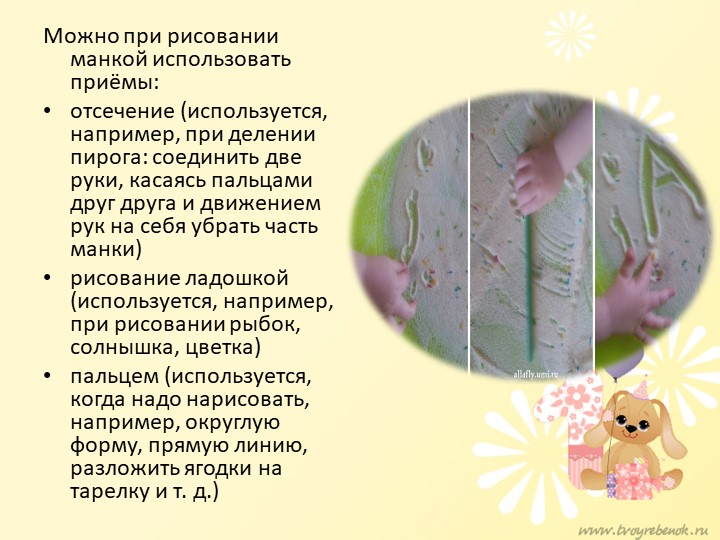 Можно при рисовании
манкой использовать
приёмы:
• отсечение (используется,
например, при делении
пирога: соединить две
руки, касаясь пальцами
друг друга и движением
рук на себя убрать часть
манки)
• рисование ладошкой
(используется, например,
при рисовании рыбок,
солнышка, цветка)
• пальцем (используется,
когда надо нарисовать,
например, округлую
форму, прямую линию,
разложить ягодки на
тарелку и т. д.)
А
allafly.umi.ru
1
www.tvoyrebenok.ru